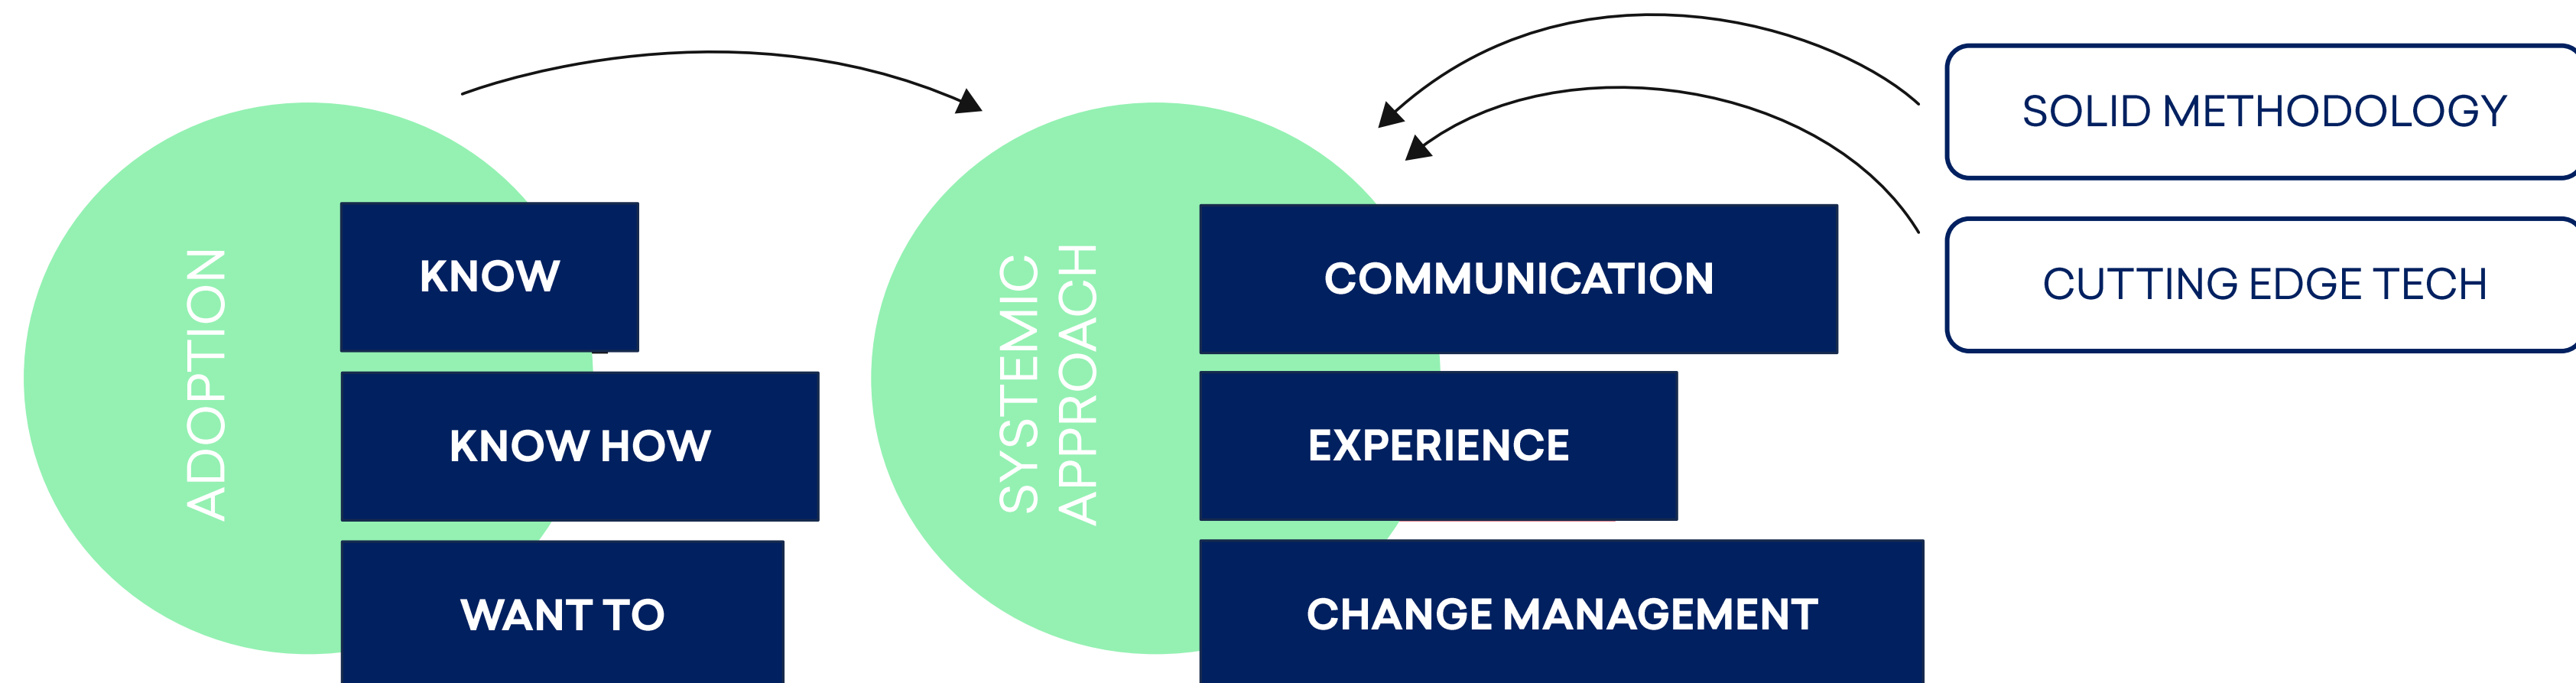 ADOPTION
KNOW
KNOW HOW
WANT TO
SYSTEMIC
APPROACH
COMMUNICATION
EXPERIENCE
CHANGE MANAGEMENT
SOLID METHODOLOGY
CUTTING EDGE TECH